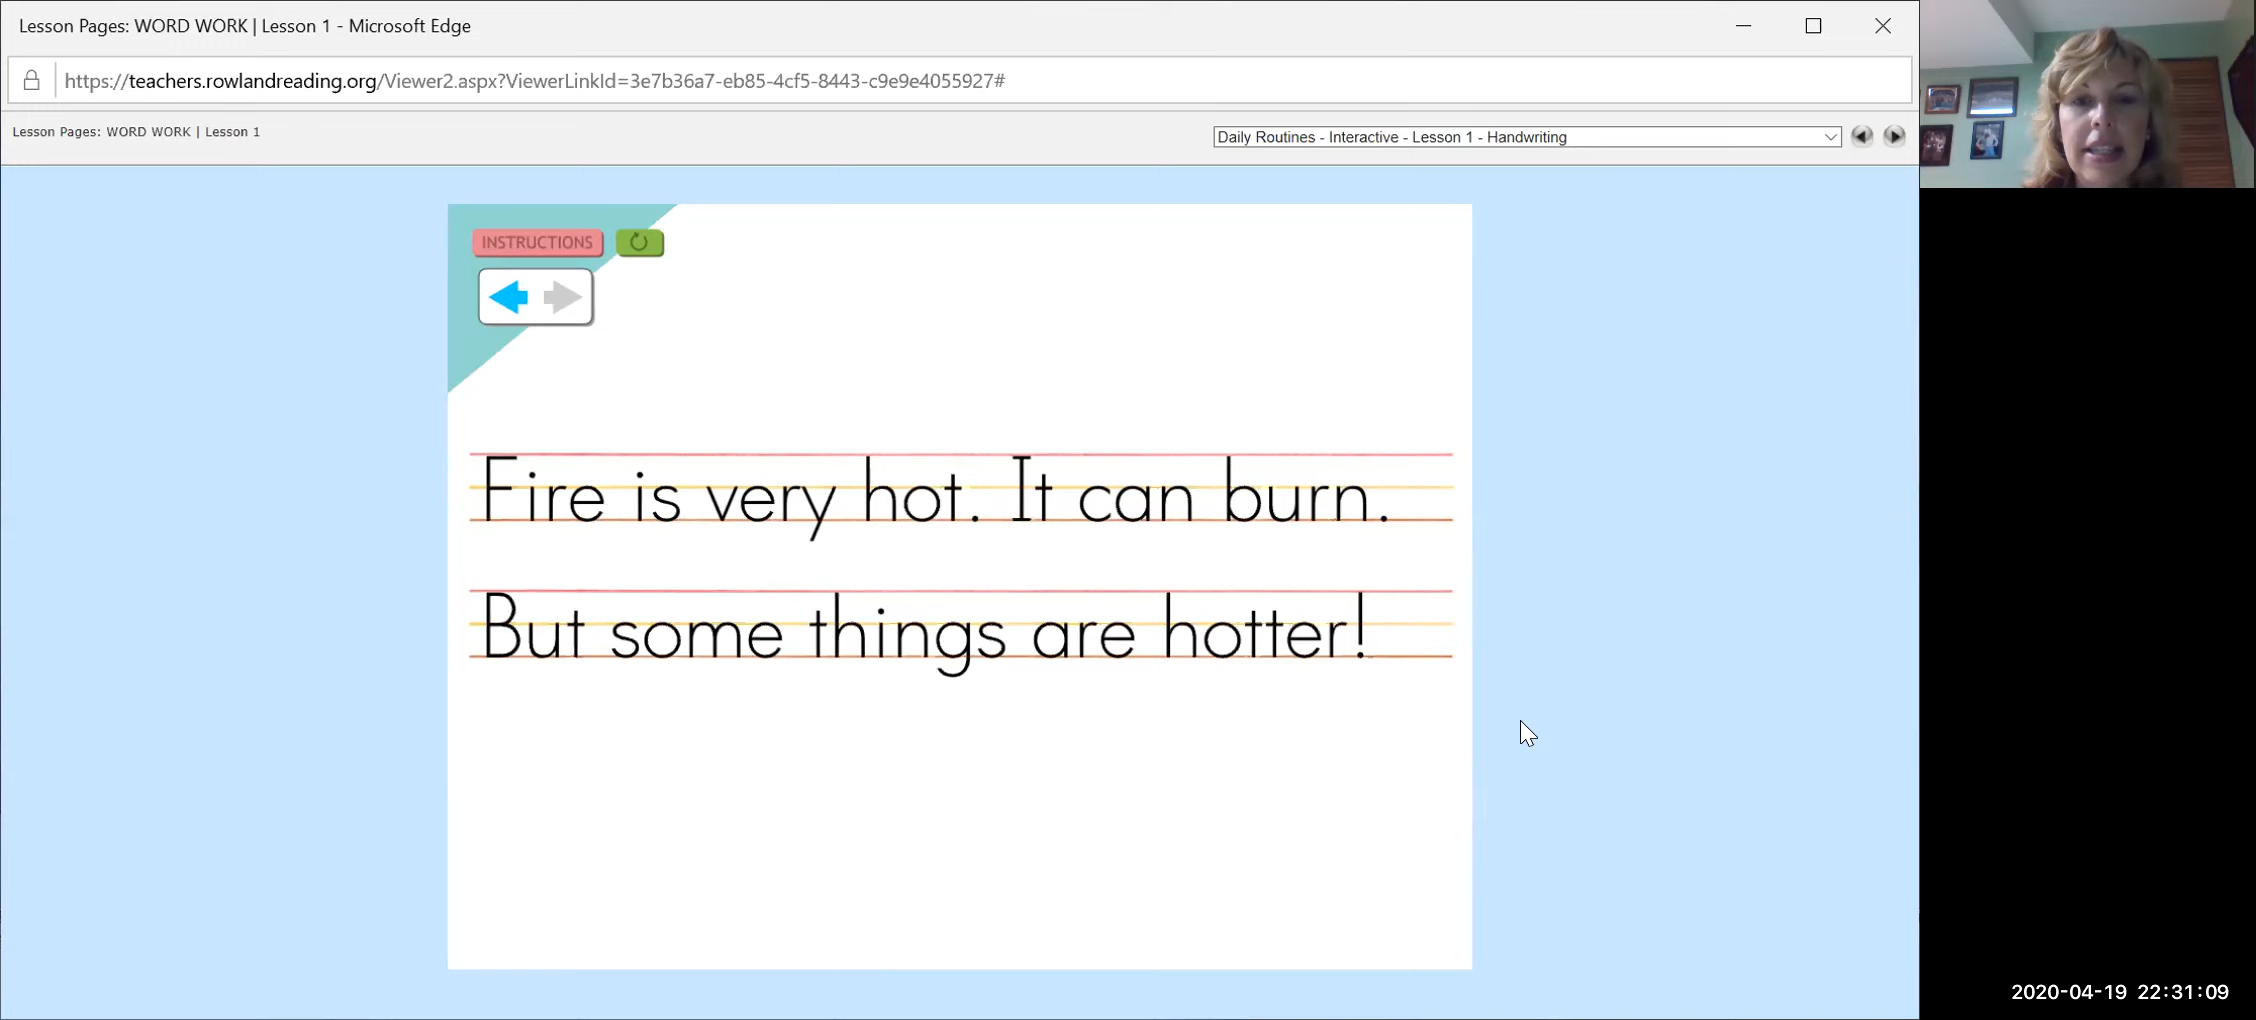 Lesson Pages: WORD WORK | Lesson 1 - Microsoft Edge
https://teachers.rowlandreading.org/Viewer2.aspx?ViewerLinkId=3e7b36a7-eb85-4cf5-8443-c9e9e4055927#
Lesson Pages: WORD WORK | Lesson 1
Daily Routines - Interactive - Lesson 1 - Handwriting
INSTRUCTIONS
Fire is very hot. It can burn.
But some things are hotter!
2020-04-19 22:31:09